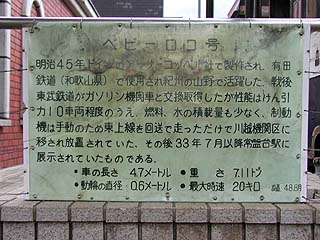 ベビーロコ号
明治45年ドイツのアーサーコッペル社で製作され、有田
鉄道(和歌山県)で使用され紀州の山野で活躍した、戦後
東武鉄道がガソリン機関車と交換取得したが性能はけん引
力10車両程度のうえ、燃料、水の積載量も少なく、制動
機は手動のため東上線を回送で走っただけで川越機関区に
移され放置されていた、その後33年7月以降常盤台駅に
展示されていたものである。
・車の長さ 4.7メートル ・重さ 7.11トン
・動輪の直径 0.6メートル ・最大時速 20キロ 48.8